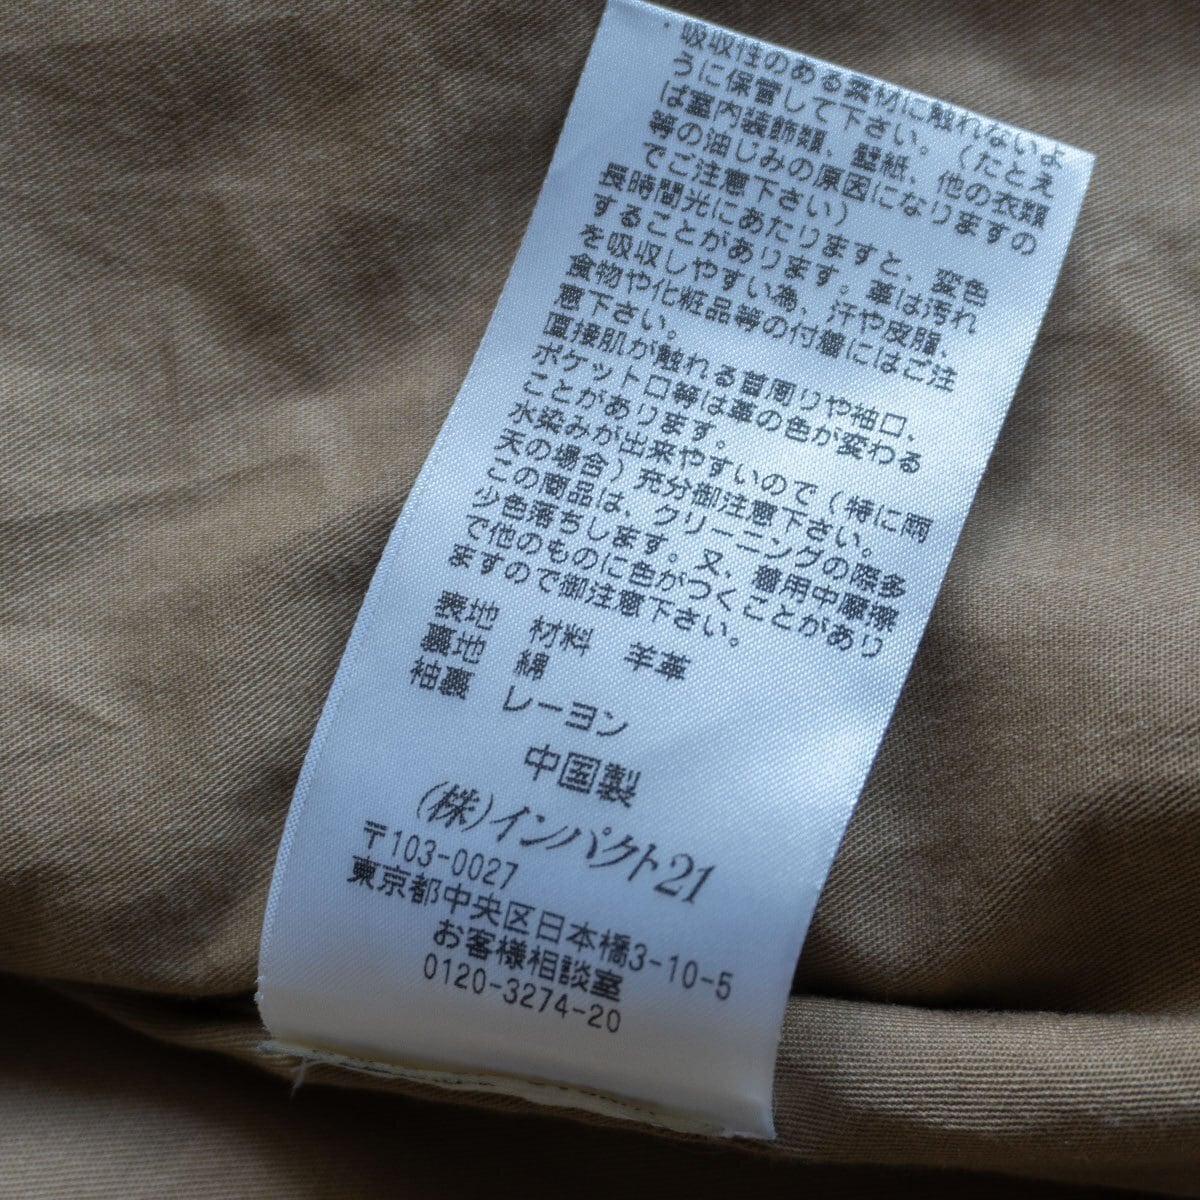 ・吸収性のある素材に触れないよ
うに保管して下さい。(たとえ
ば室内装飾類、壁紙、他の衣類
等の油じみの原因になりますの
でご注意下さい)
長時間光にあたりますと、変色
することがあります。革は汚れ
を吸収しやすい為、汗や皮脂、
食物や化粧品等の付着にはご注
意下さい。
直接肌が触れる首周りや袖口、
ポケット口等は革の色が変わる
ことがあります。
水染みが出来やすいので(特に雨
天の場合)充分御注意下さい。
この商品は、クリーニングの際多
少色落ちします。又、着用中摩擦
で他のものに色がつくことがあり
ますので御注意下さい。
表地 材料 羊革
裏地 綿
袖裏 レーヨン
中国製
(株)インパクト21
〒103-0027
東京都中央区日本橋3-10-5
お客様相談室
0120-3274-20